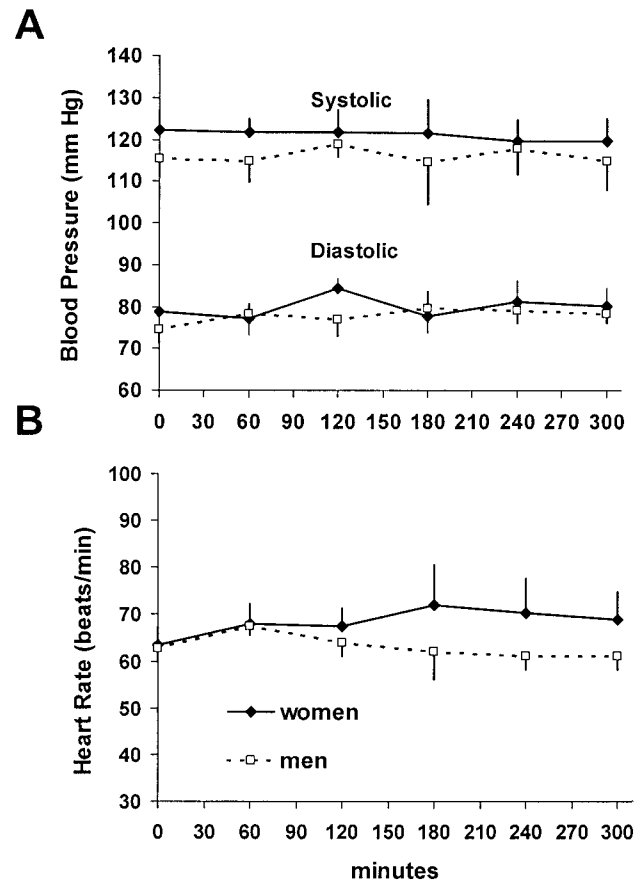 A
Blood Pressure (mm Hg)
140
130
120
110
100
90
80
70
60
Systolic
Diastolic
0 30 60 90 120 150 180 210 240 270 300
B
Heart Rate (beats/min)
100
90
80
70
60
50
40
30
women
men
0 30 60 90 120 150 180 210 240 270 300
minutes